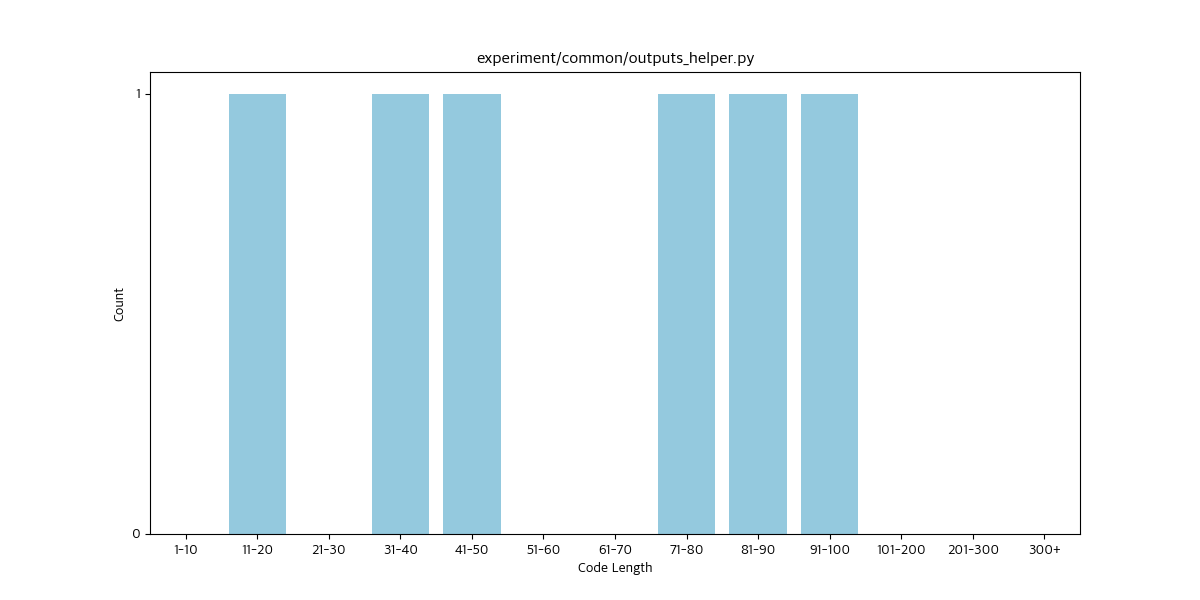 experiment/common/outputs_helper.py
1
Count
0
1-10 11-20 21-30 31-40 41-50 51-60 61-70 71-80 81-90 91-100 101-200 201-300 300+
Code Length